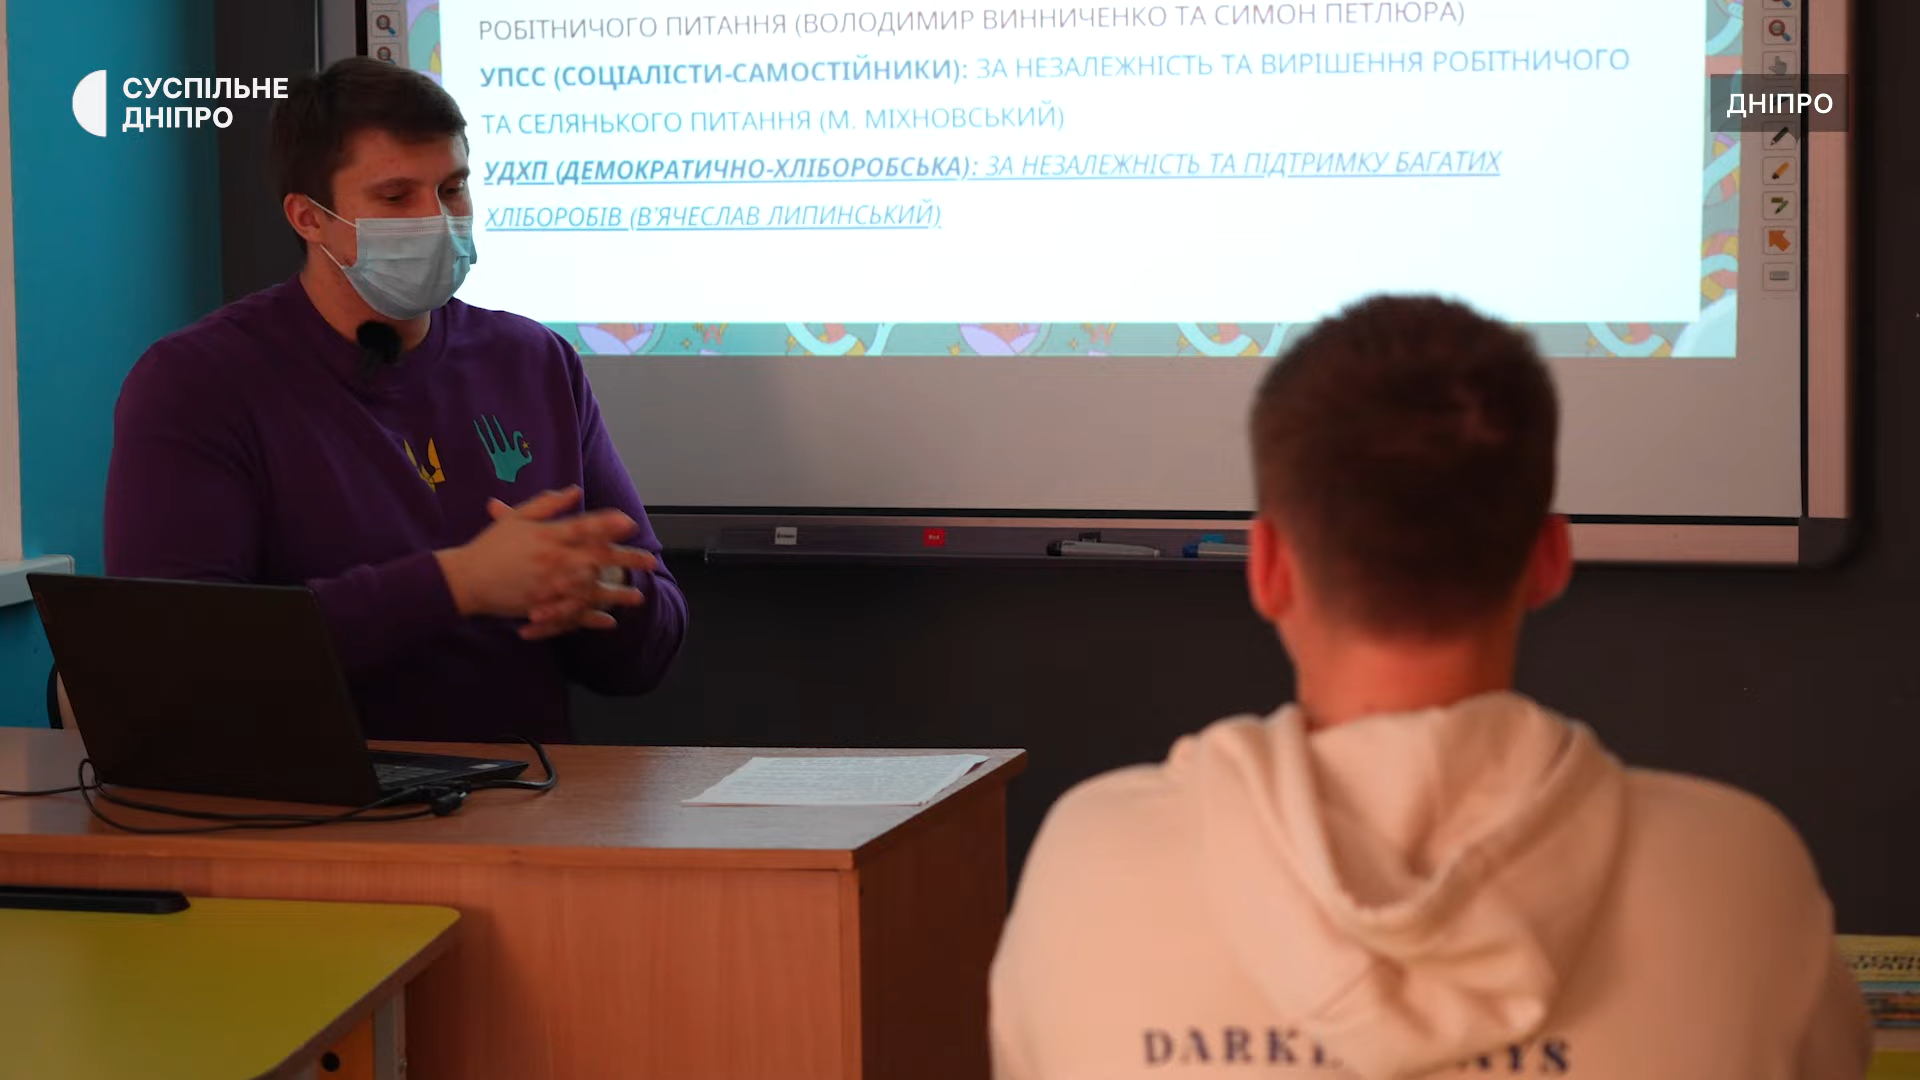 РОБІТНИЧОГО ПИТАННЯ (ВОЛОДИМИР ВИННИЧЕНКО ТА СИМОН ПЕТЛЮРА)
УПСС (СОЦІАЛІСТИ-САМОСТІЙНИКИ): ЗА НЕЗАЛЕЖНІСТЬ ТА ВИРІШЕННЯ РОБІТНИЧОГО
ТА СЕЛЯНЬКОГО ПИТАННЯ (М. МІХНОВСЬКИЙ)
УДХП (ДЕМОКРАТИЧНО-ХЛІБОРОБСЬКА): ЗА НЕЗАЛЕЖНІСТЬ ТА ПІДТРИМКУ БАГАТИХ
ХЛІБОРОБІВ (В'ЯЧЕСЛАВ ЛИПИНСЬКИЙ)
СУСПІЛЬНЕ
ДНІПРО
ДНІПРО